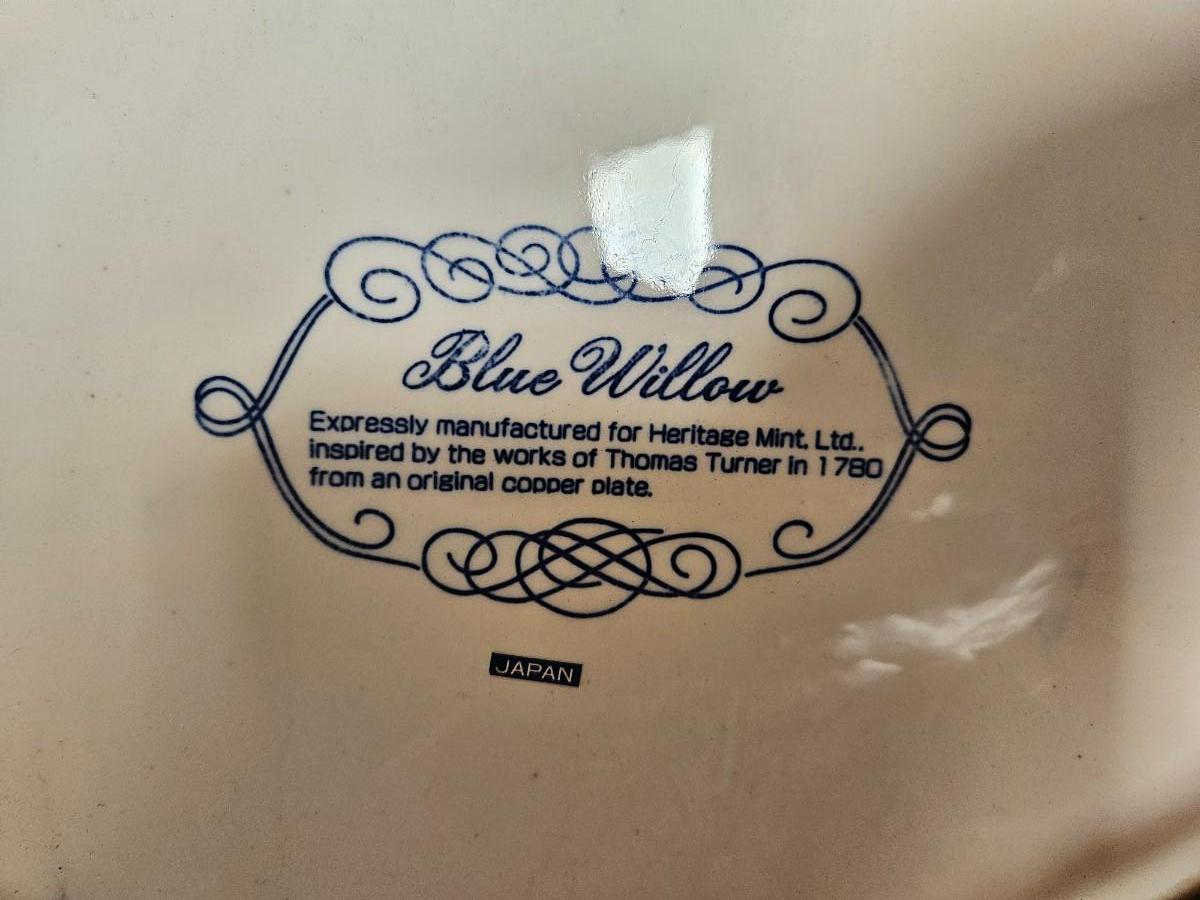 Blue Willow
Expressly manufactured for Heritage Mint, Ltd.,
inspired by the works of Thomas Turner in 1780
from an original copper plate.
JAPAN